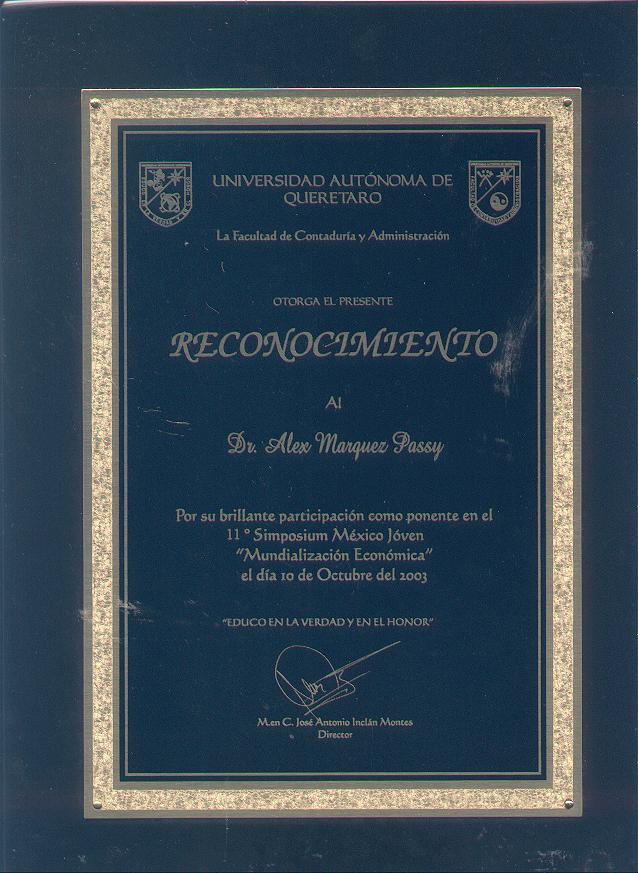 UNIVERSIDAD AUTÓNOMA DE
QUERETARO
La Facultad de Contaduría y Administración
OTORGA EL PRESENTE
RECONOCIMIENTO
Al
Dr. Alex Marquez Passy
Por su brillante participación como ponente en el
11° Simposium México Jóven
"Mundialización Económica"
el día 10 de Octubre del 2003
"EDUCO EN LA VERDAD Y EN EL HONOR"
M.en C. José Antonio Inclán Montes
Director